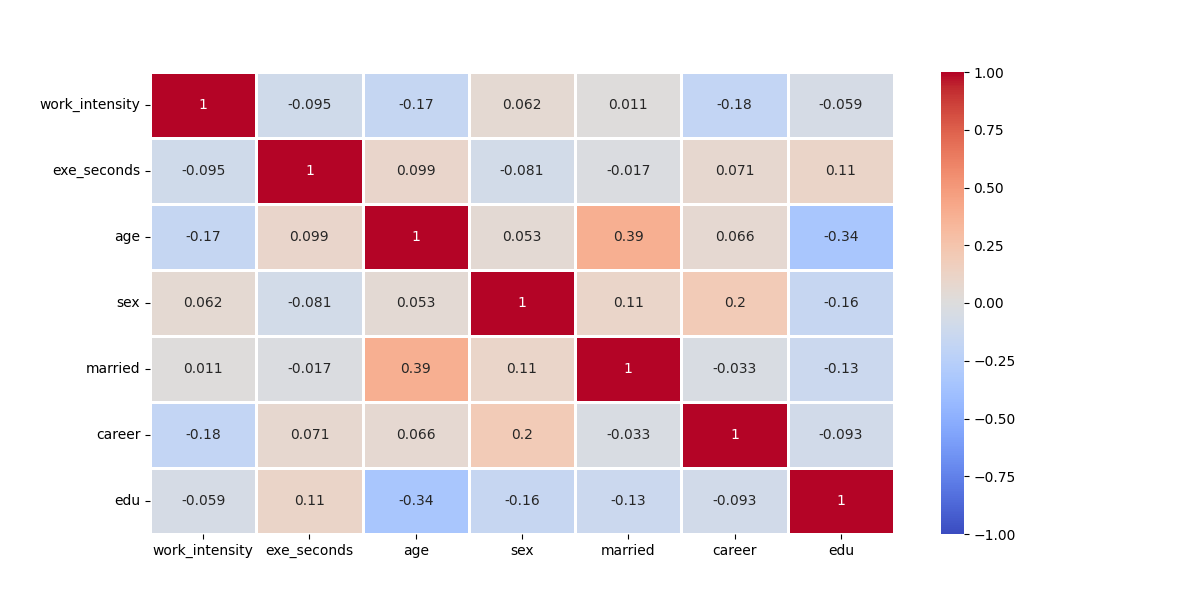 work_intensity 1 -0.095 -0.17 0.062 0.011 -0.18 -0.059
exe_seconds -0.095 1 0.099 -0.081 -0.017 0.071 0.11
age -0.17 0.099 1 0.053 0.39 0.066 -0.34
sex 0.062 -0.081 0.053 1 0.11 0.2 -0.16
married 0.011 -0.017 0.39 0.11 1 -0.033 -0.13
career -0.18 0.071 0.066 0.2 -0.033 1 -0.093
edu -0.059 0.11 -0.34 -0.16 -0.13 -0.093 1
work_intensity exe_seconds age sex married career edu
1.00
0.75
0.50
0.25
0.00
−0.25
−0.50
−0.75
−1.00